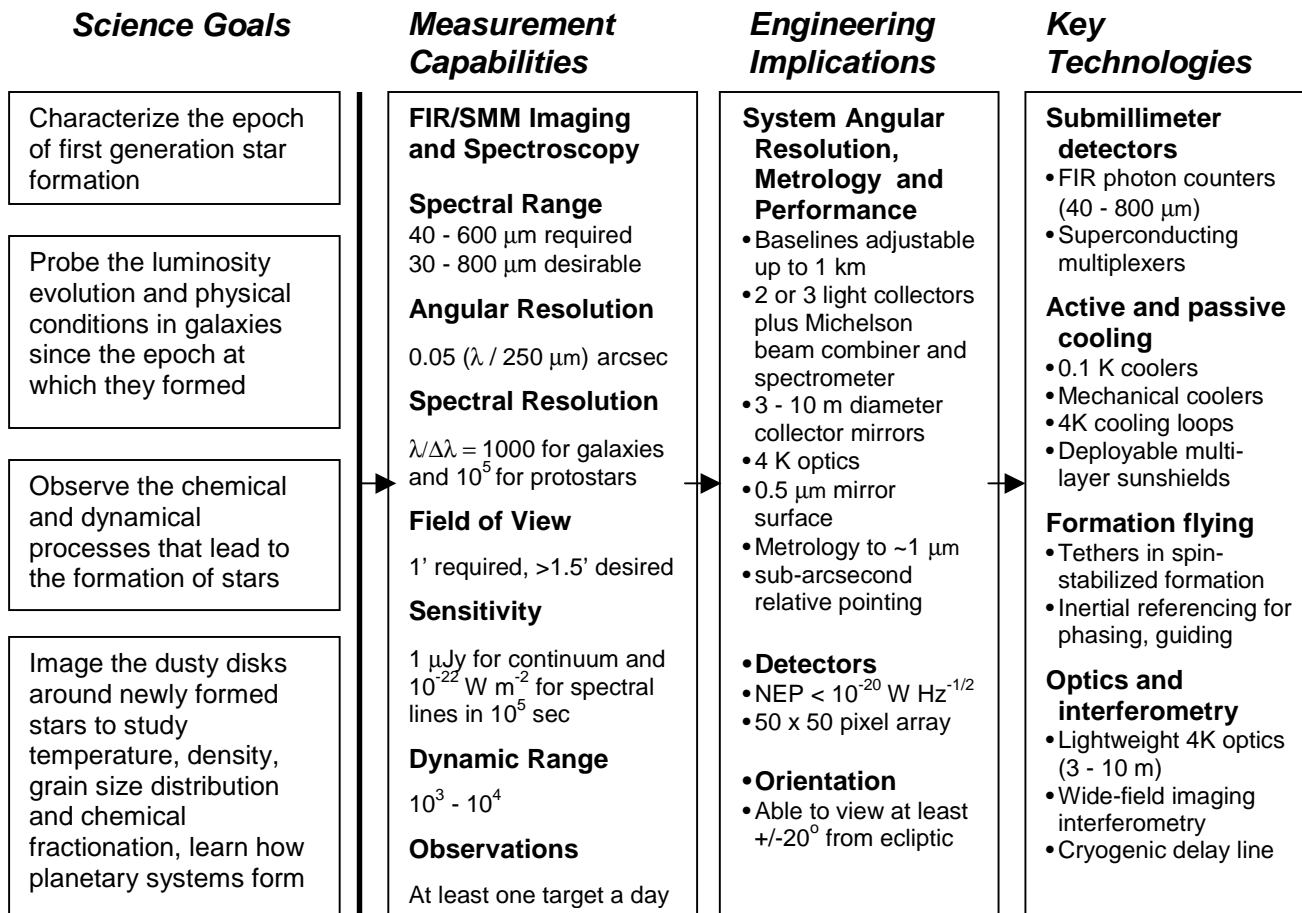 Science Goals
Characterize the epoch
of first generation star
formation
Probe the luminosity
evolution and physical
conditions in galaxies
since the epoch at
which they formed
Observe the chemical
and dynamical
processes that lead to
the formation of stars
Image the dusty disks
around newly formed
stars to study
temperature, density,
grain size distribution
and chemical
fractionation, learn how
planetary systems form
Measurement
Capabilities
FIR/SMM Imaging
and Spectroscopy
Spectral Range
40 - 600 μm required
30 - 800 μm desirable
Angular Resolution
0.05 (λ / 250 μm) arcsec
Spectral Resolution
λ/Δλ = 1000 for galaxies
and 10^5 for protostars
Field of View
1' required, >1.5' desired
Sensitivity
1 μJy for continuum and
10^-22 W m^-2 for spectral
lines in 10^5 sec
Dynamic Range
10^3 - 10^4
Observations
At least one target a day
Engineering
Implications
System Angular
Resolution,
Metrology and
Performance
•Baselines adjustable
up to 1 km
•2 or 3 light collectors
plus Michelson
beam combiner and
spectrometer
•3 - 10 m diameter
collector mirrors
•4 K optics
•0.5 μm mirror
surface
•Metrology to ~1 μm
•sub-arcsecond
relative pointing
•Detectors
•NEP < 10^-20 W Hz^-1/2
•50 x 50 pixel array
•Orientation
•Able to view at least
+/-20° from ecliptic
Key
Technologies
Submillimeter
detectors
•FIR photon counters
(40 - 800 μm)
•Superconducting
multiplexers
Active and passive
cooling
•0.1 K coolers
•Mechanical coolers
•4K cooling loops
•Deployable multi-
layer sunshields
Formation flying
•Tethers in spin-
stabilized formation
•Inertial referencing for
phasing, guiding
Optics and
interferometry
•Lightweight 4K optics
(3 - 10 m)
•Wide-field imaging
interferometry
•Cryogenic delay line